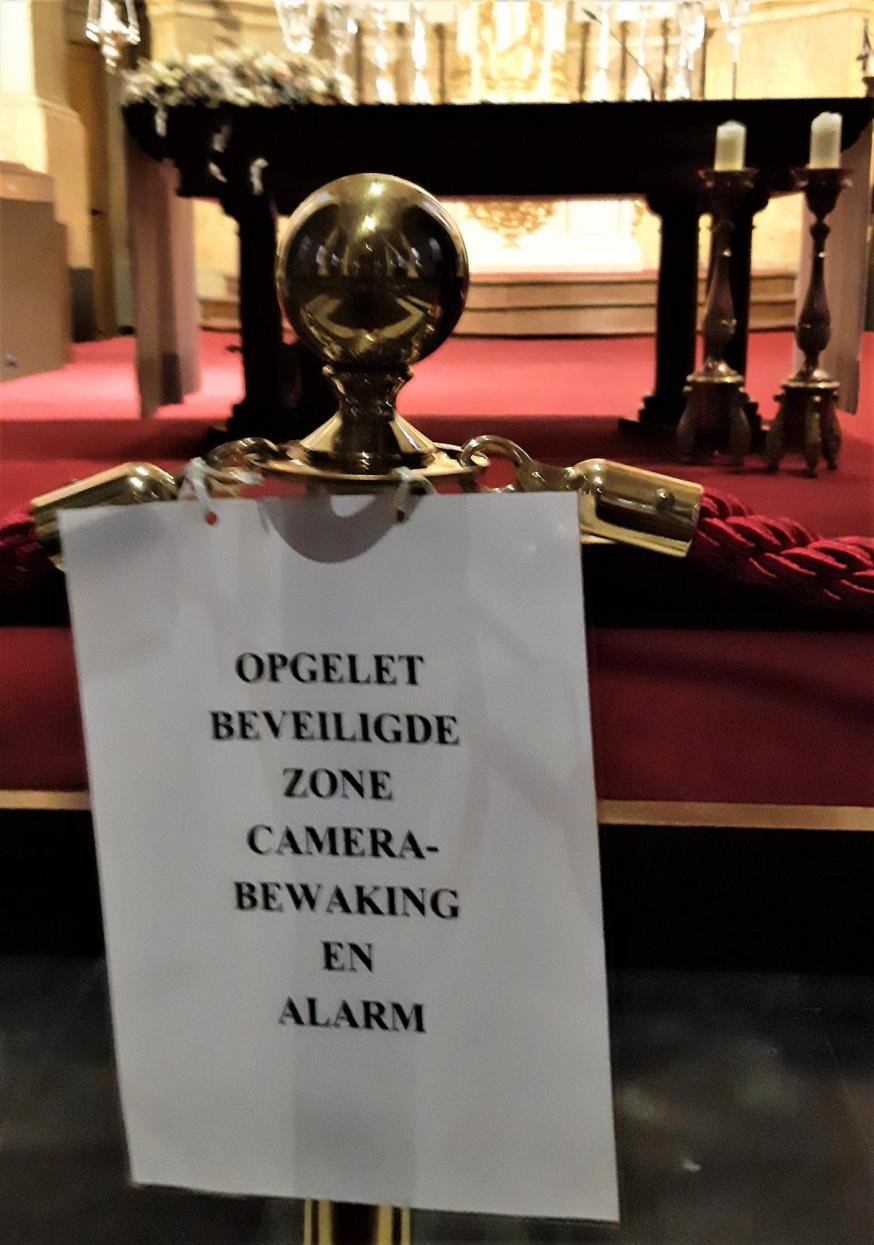 OPGELET
BEVEILIGDE
ZONE
CAMERA-
BEWAKING
EN
ALARM